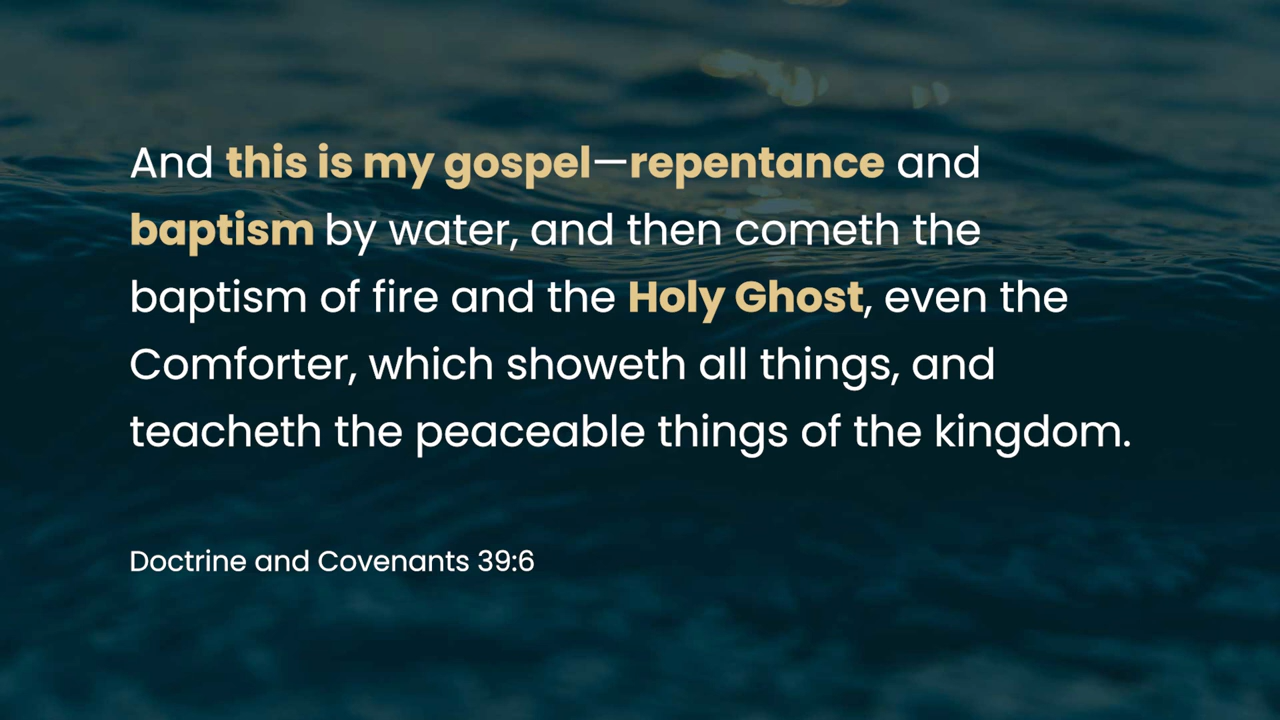 And this is my gospel—repentance and
baptism by water, and then cometh the
baptism of fire and the Holy Ghost, even the
Comforter, which showeth all things, and
teacheth the peaceable things of the kingdom.
Doctrine and Covenants 39:6